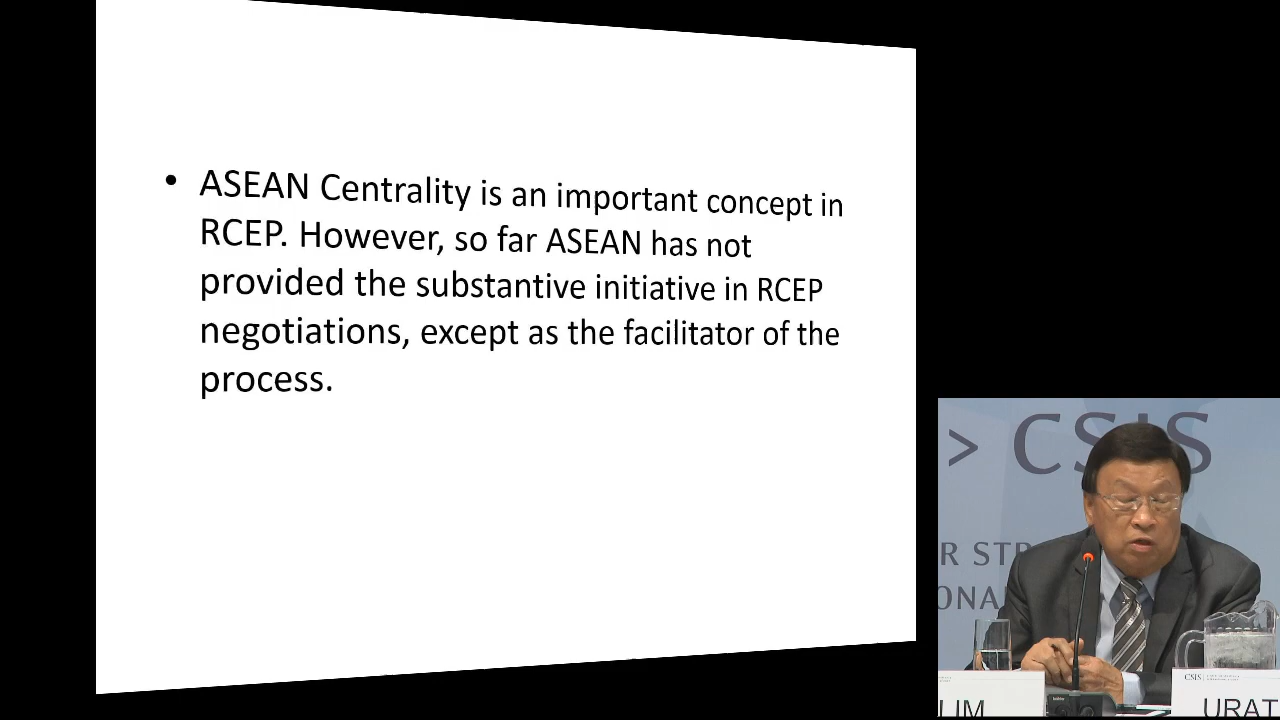 • ASEAN Centrality is an important concept in
RCEP. However, so far ASEAN has not
provided the substantive initiative in RCEP
negotiations, except as the facilitator of the
process.
> CSIS
R STR
ONA
CSIS
UM
URAT